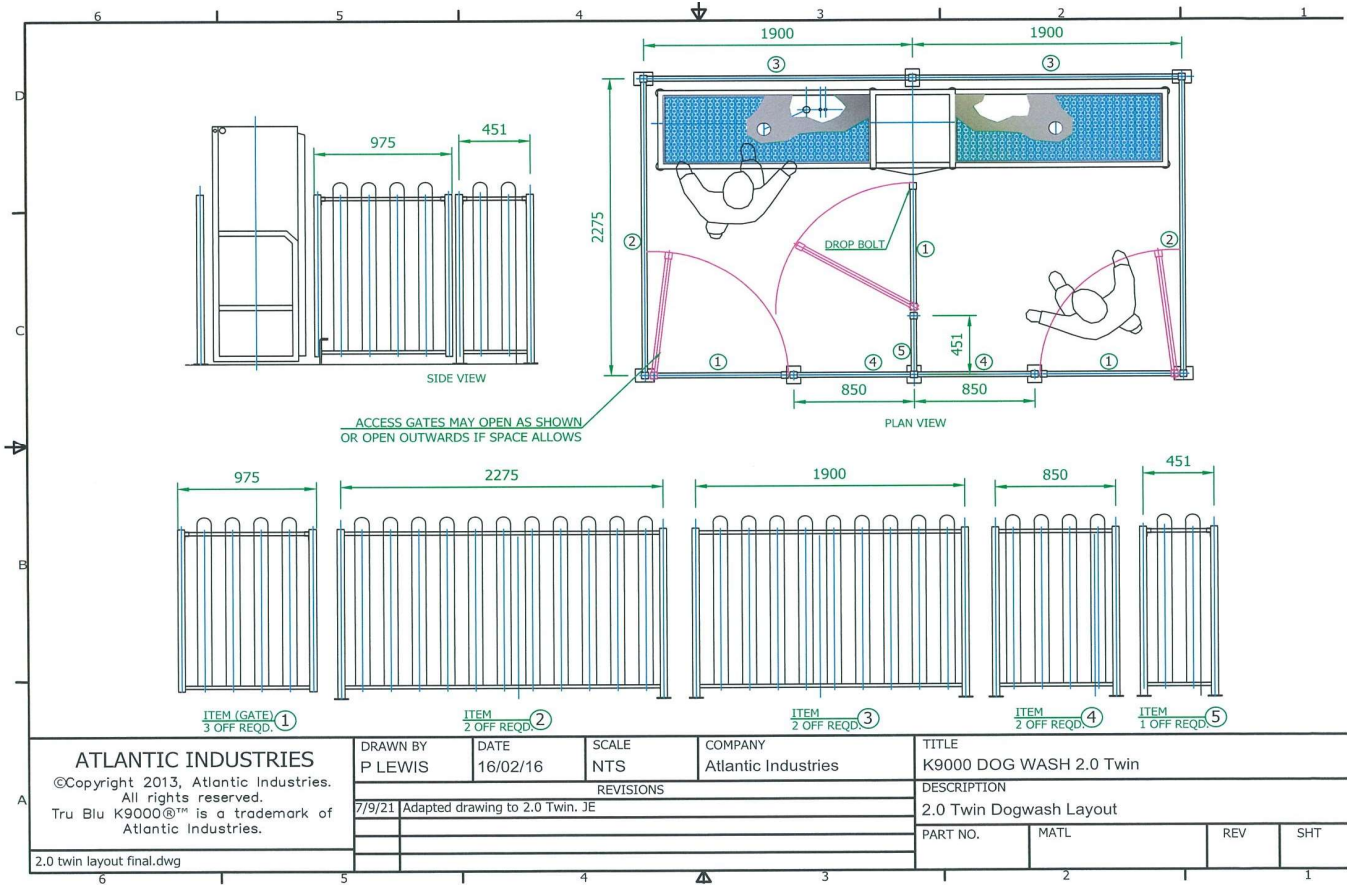 6 5 4 3 2 1
D
C
B
A
1900
1900
3
3
2275
2
DROP BOLT
1
2
451
5
1
4
4
1
850
850
PLAN VIEW
975
451
SIDE VIEW
ACCESS GATES MAY OPEN AS SHOWN
OR OPEN OUTWARDS IF SPACE ALLOWS
975
2275
1900
850
451
ITEM (GATE) 1
3 OFF REQD.
ITEM 2
2 OFF REQD.
ITEM 3
2 OFF REQD.
ITEM 4
2 OFF REQD.
ITEM 5
1 OFF REQD.
ATLANTIC INDUSTRIES
©Copyright 2013, Atlantic Industries.
All rights reserved.
Tru Blu K9000®™ is a trademark of
Atlantic Industries.
2.0 twin layout final.dwg
DRAWN BY
P LEWIS
DATE
16/02/16
SCALE
NTS
COMPANY
Atlantic Industries
REVISIONS
7/9/21 Adapted drawing to 2.0 Twin. JE
TITLE
K9000 DOG WASH 2.0 Twin
DESCRIPTION
2.0 Twin Dogwash Layout
PART NO. MATL REV SHT
6 5 4 3 2 1